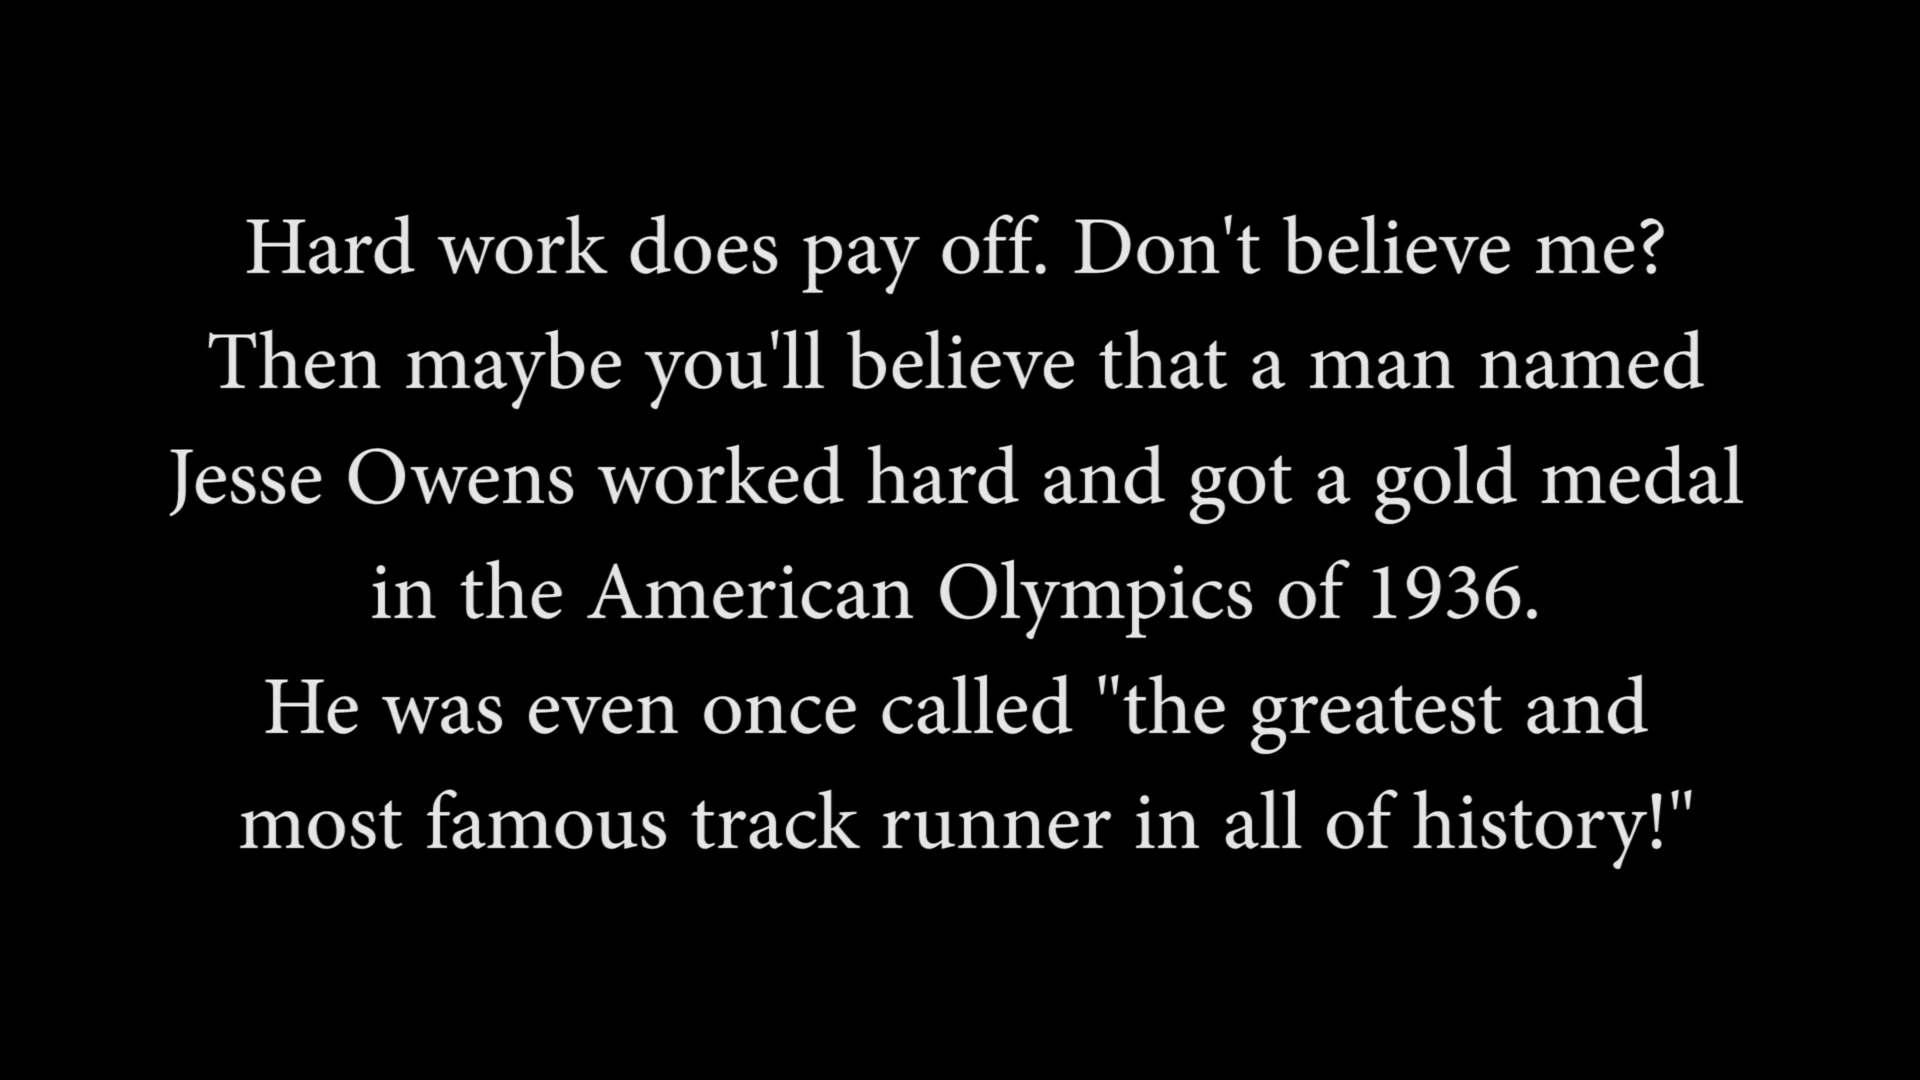 Hard work does pay off. Don't believe me?
Then maybe you'll believe that a man named
Jesse Owens worked hard and got a gold medal
in the American Olympics of 1936.
He was even once called "the greatest and
most famous track runner in all of history!"